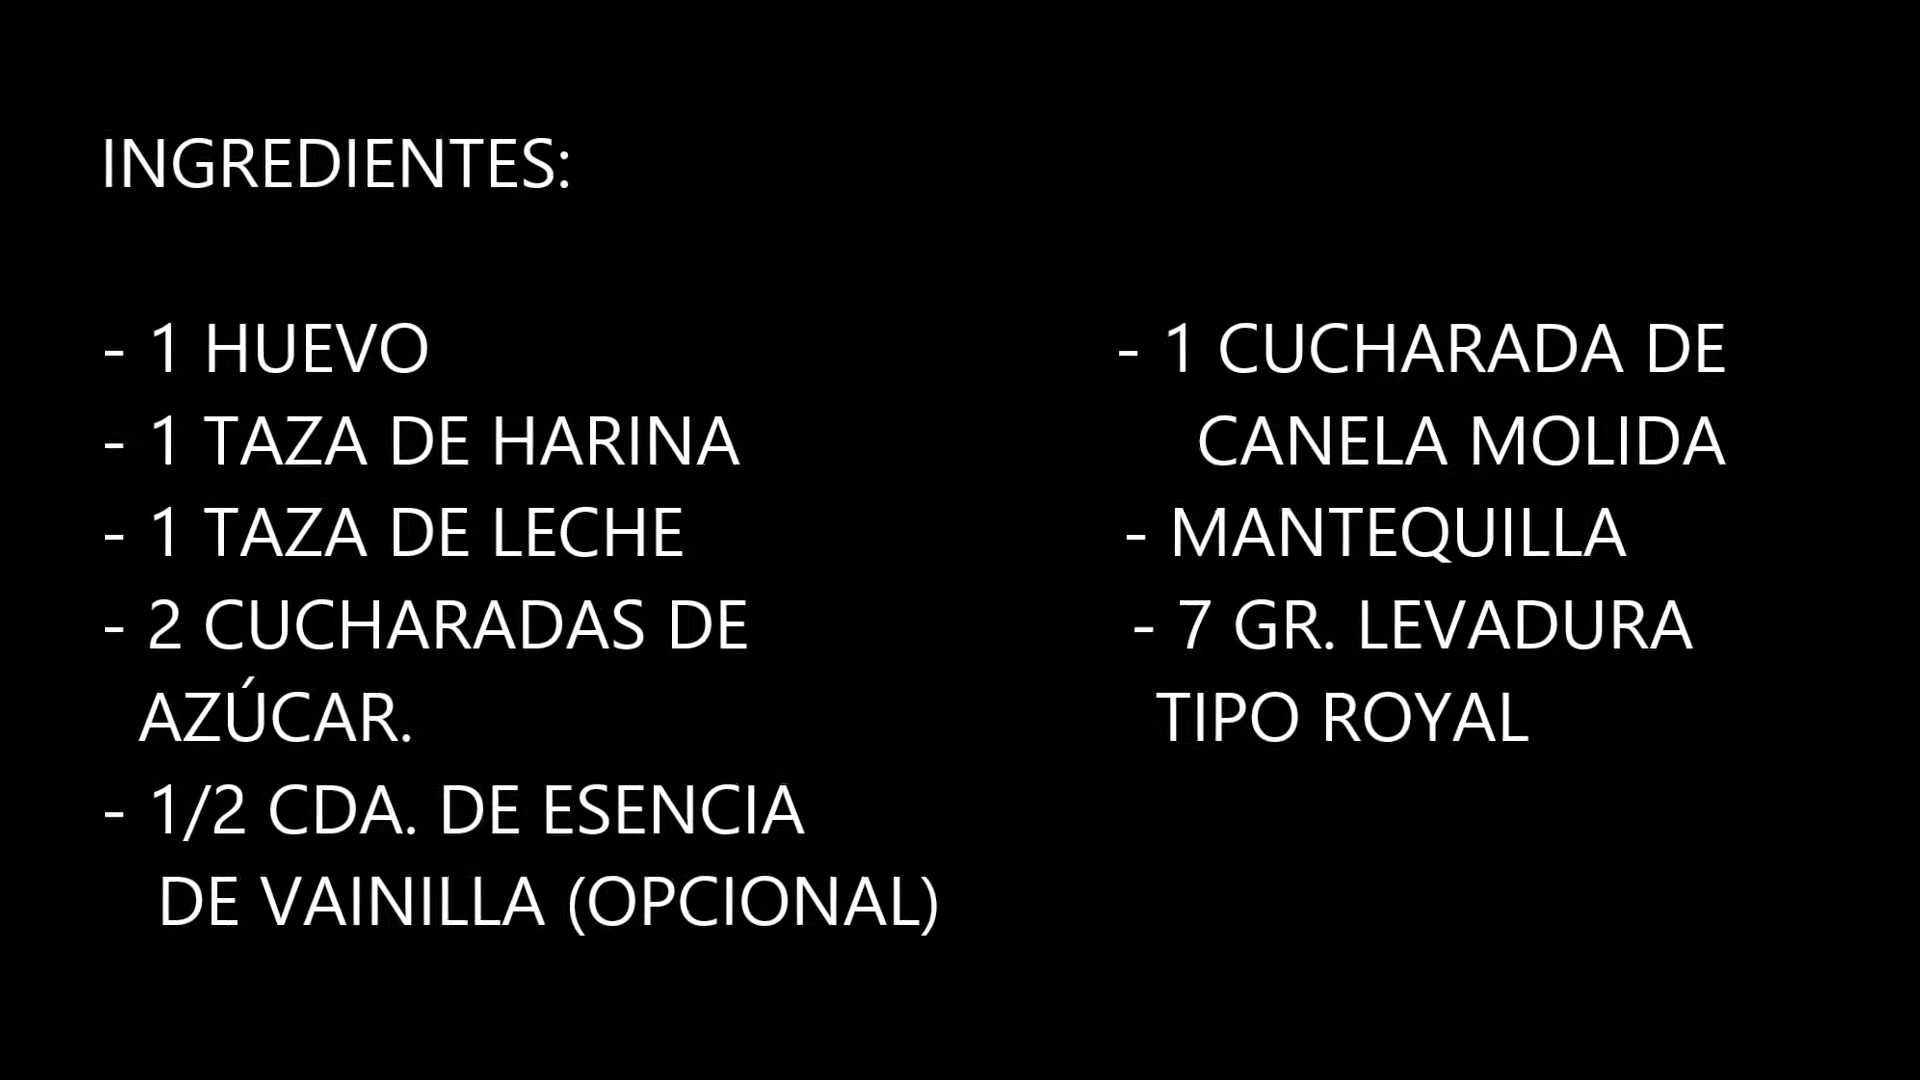 INGREDIENTES:
- 1 HUEVO
- 1 TAZA DE HARINA
- 1 TAZA DE LECHE
- 2 CUCHARADAS DE
AZÚCAR.
- 1/2 CDA. DE ESENCIA
DE VAINILLA (OPCIONAL)
- 1 CUCHARADA DE
CANELA MOLIDA
- MANTEQUILLA
- 7 GR. LEVADURA
TIPO ROYAL